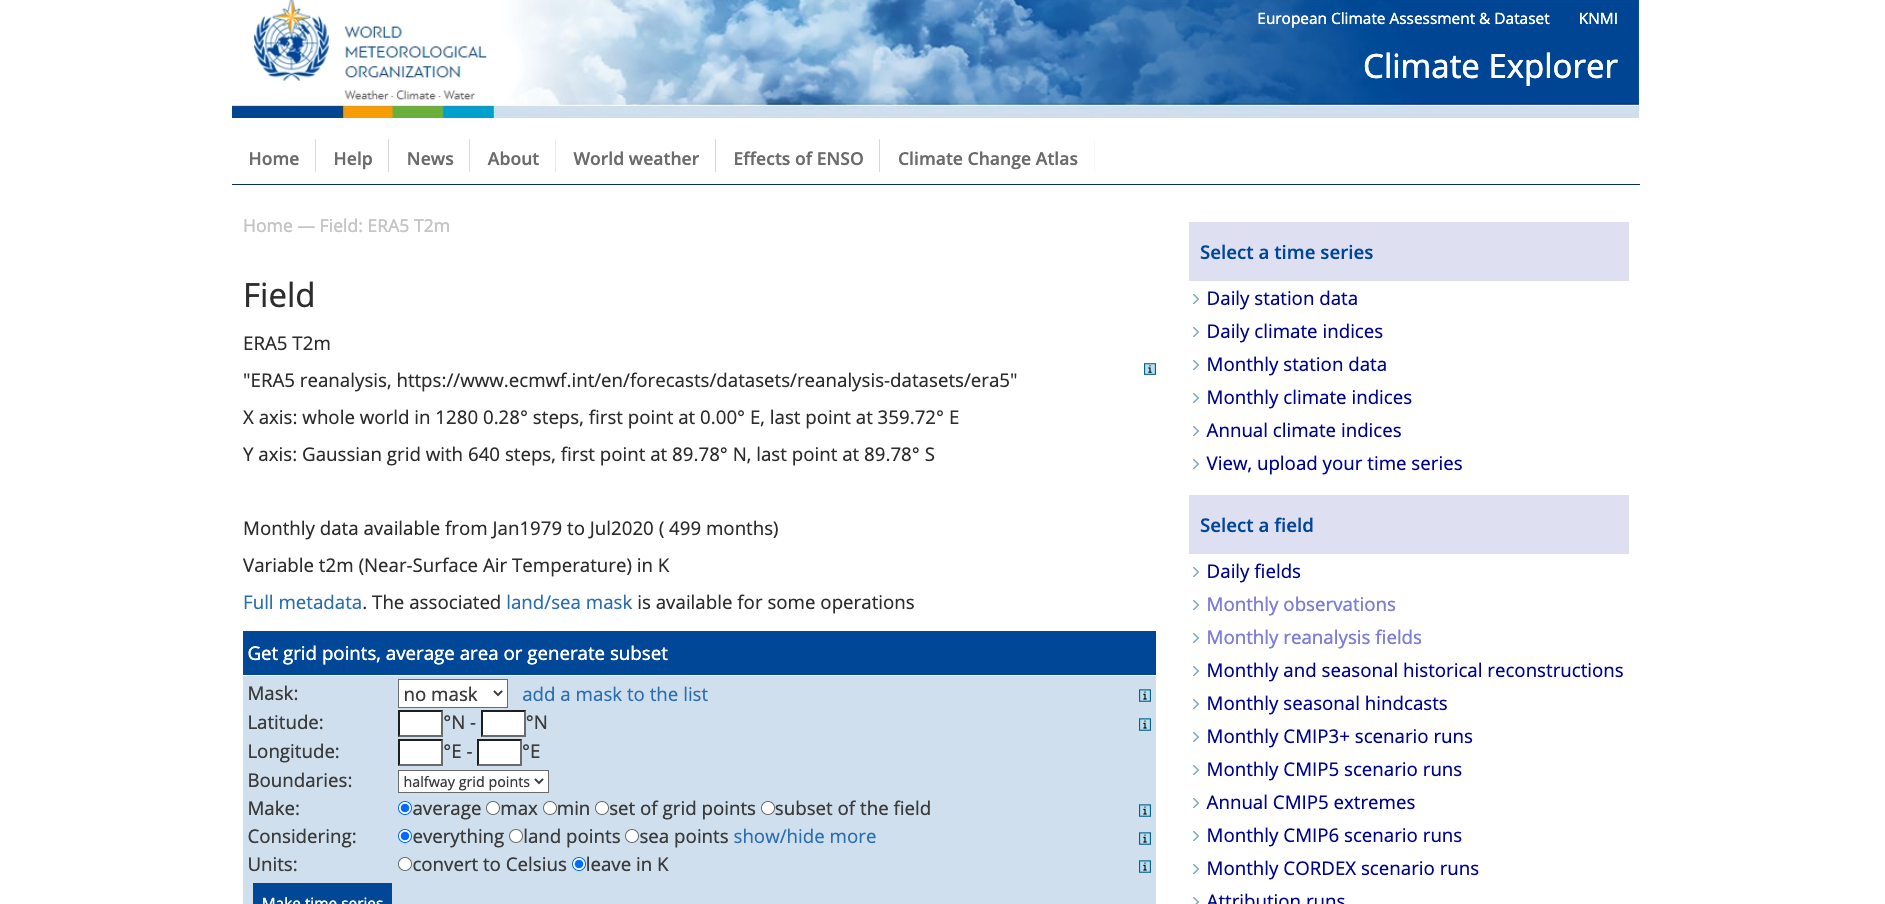 WORLD
METEOROLOGICAL
ORGANIZATION
Weather · Climate · Water
European Climate Assessment & Dataset KNMI
Climate Explorer
Home Help News About World weather Effects of ENSO Climate Change Atlas
Home — Field: ERA5 T2m
Field
ERA5 T2m
"ERA5 reanalysis, https://www.ecmwf.int/en/forecasts/datasets/reanalysis-datasets/era5"
X axis: whole world in 1280 0.28° steps, first point at 0.00° E, last point at 359.72° E
Y axis: Gaussian grid with 640 steps, first point at 89.78° N, last point at 89.78° S
Monthly data available from Jan1979 to Jul2020 ( 499 months)
Variable t2m (Near-Surface Air Temperature) in K
Full metadata. The associated land/sea mask is available for some operations
Get grid points, average area or generate subset
Mask: no mask add a mask to the list
Latitude: °N - °N
Longitude: °E - °E
Boundaries: halfway grid points
Make: average max min set of grid points subset of the field
Considering: everything land points sea points show/hide more
Units: convert to Celsius leave in K
Make time series
Select a time series
Daily station data
Daily climate indices
Monthly station data
Monthly climate indices
Annual climate indices
View, upload your time series
Select a field
Daily fields
Monthly observations
Monthly reanalysis fields
Monthly and seasonal historical reconstructions
Monthly seasonal hindcasts
Monthly CMIP3+ scenario runs
Monthly CMIP5 scenario runs
Annual CMIP5 extremes
Monthly CMIP6 scenario runs
Monthly CORDEX scenario runs
Attribution runs